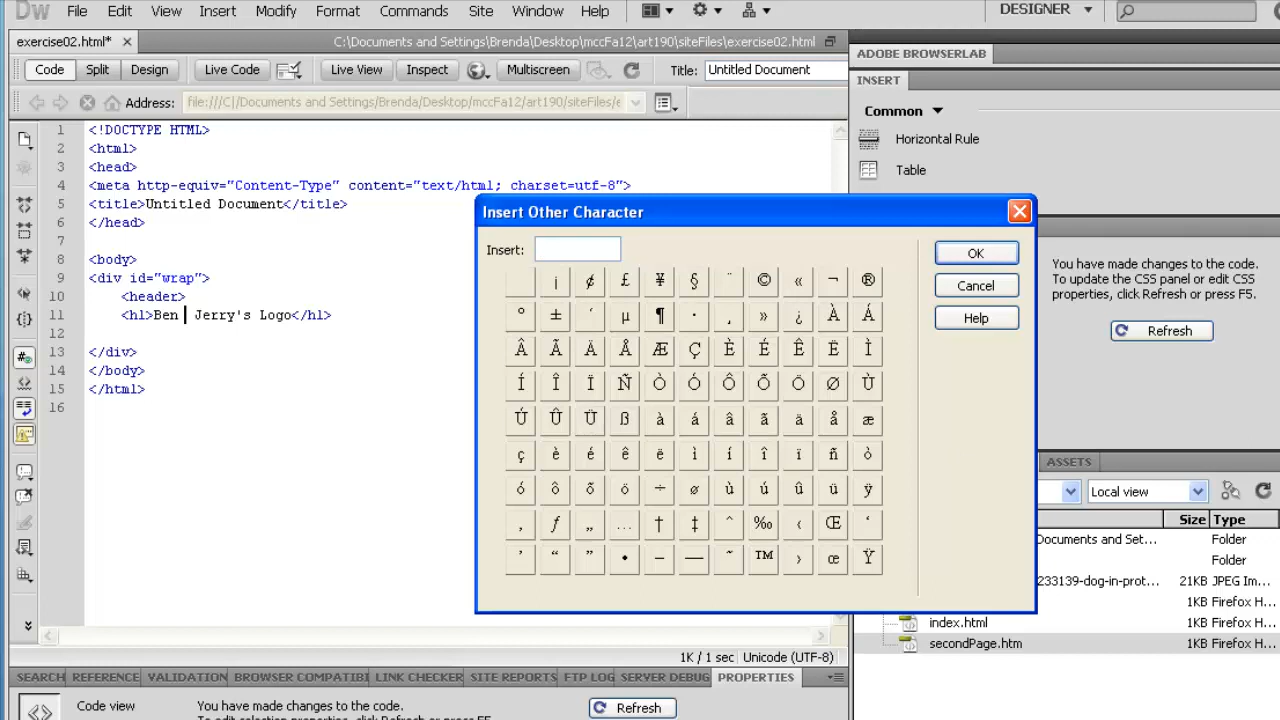 Dw File Edit View Insert Modify Format Commands Site Window Help DESIGNER
exercise02.html* C:\Documents and Settings\Brenda\Desktop\mccFa12\art190\siteFiles\exercise02.html
Code Split Design Live Code Live View Inspect Multiscreen Title: Untitled Document
Address: file:///C|/Documents and Settings/Brenda/Desktop/mccFa12/art190/siteFiles/e
1 <!DOCTYPE HTML>
2 <html>
3 <head>
4 <meta http-equiv="Content-Type" content="text/html; charset=utf-8">
5 <title>Untitled Document</title>
6 </head>
7
8 <body>
9 <div id="wrap">
10 <header>
11 <h1>Ben Jerry's Logo</h1>
12
13 </div>
14 </body>
15 </html>
16
Insert Other Character
Insert:
¡ ¢ £ ¥ § ¨ © « ¬ ®
° ± ´ µ ¶ · ¸ » ¿ À Á
Â Ã Ä Å Æ Ç È É Ê Ë Ì
Í Î Ï Ñ Ò Ó Ô Õ Ö Ø Ù
Ú Û Ü ß à á â ã ä å æ
ç è é ê ë ì í î ï ñ ò
ó ô õ ö ÷ ø ù ú û ü ÿ
‚ ƒ „ … † ‡ ˆ ‰ ‹ Œ ‘
’ “ ” • – — ˜ ™ › œ Ÿ
OK
Cancel
Help
ADOBE BROWSERLAB
INSERT
Common
Horizontal Rule
Table
You have made changes to the code.
To update the CSS panel or edit CSS
properties, click Refresh or press F5.
Refresh
ASSETS
Local view
Size Type
Documents and Set... Folder
Folder
233139-dog-in-prot... 21KB JPEG Im...
1KB Firefox H...
index.html 1KB Firefox H...
secondPage.htm 1KB Firefox H...
1K / 1 sec Unicode (UTF-8)
SEARCH REFERENCE VALIDATION BROWSER COMPATIBI LINK CHECKER SITE REPORTS FTP LOG SERVER DEBUG PROPERTIES
Code view You have made changes to the code. Refresh
To edit selection properties, click Refresh or press F5.